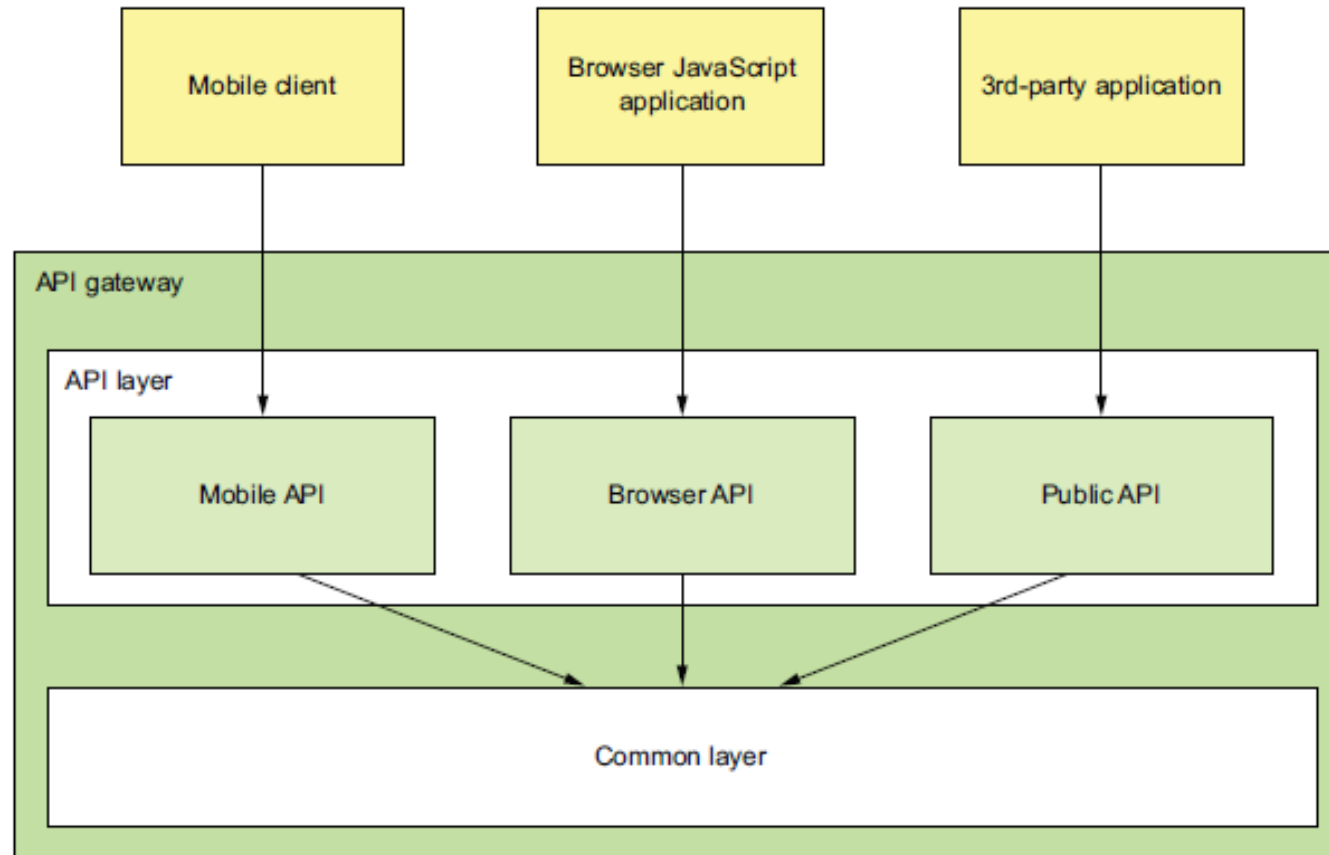 Mobile client
Browser JavaScript
application
3rd-party application
API gateway
API layer
Mobile API
Browser API
Public API
Common layer